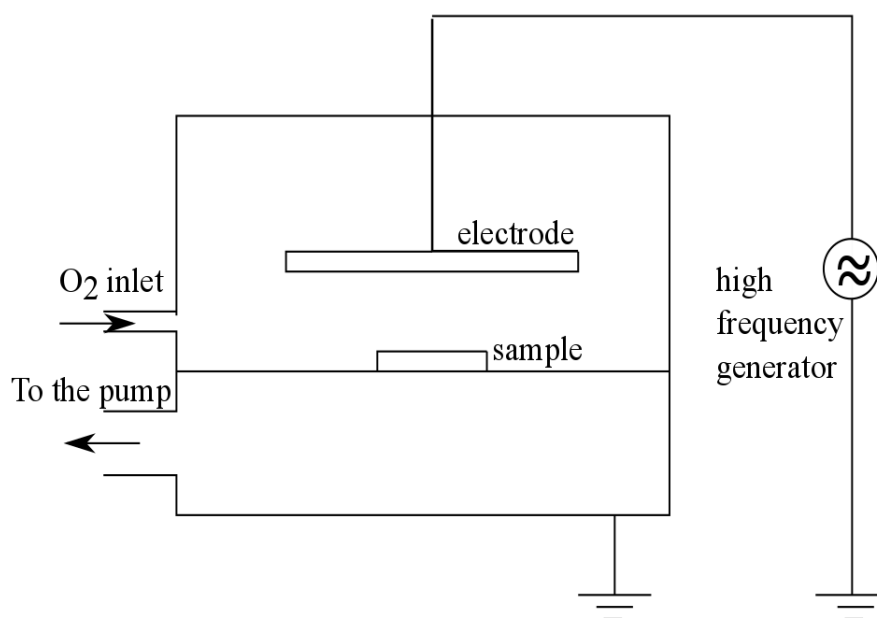 electrode
O2 inlet
high
frequency
generator
sample
To the pump